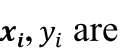 xᵢ, yᵢ are